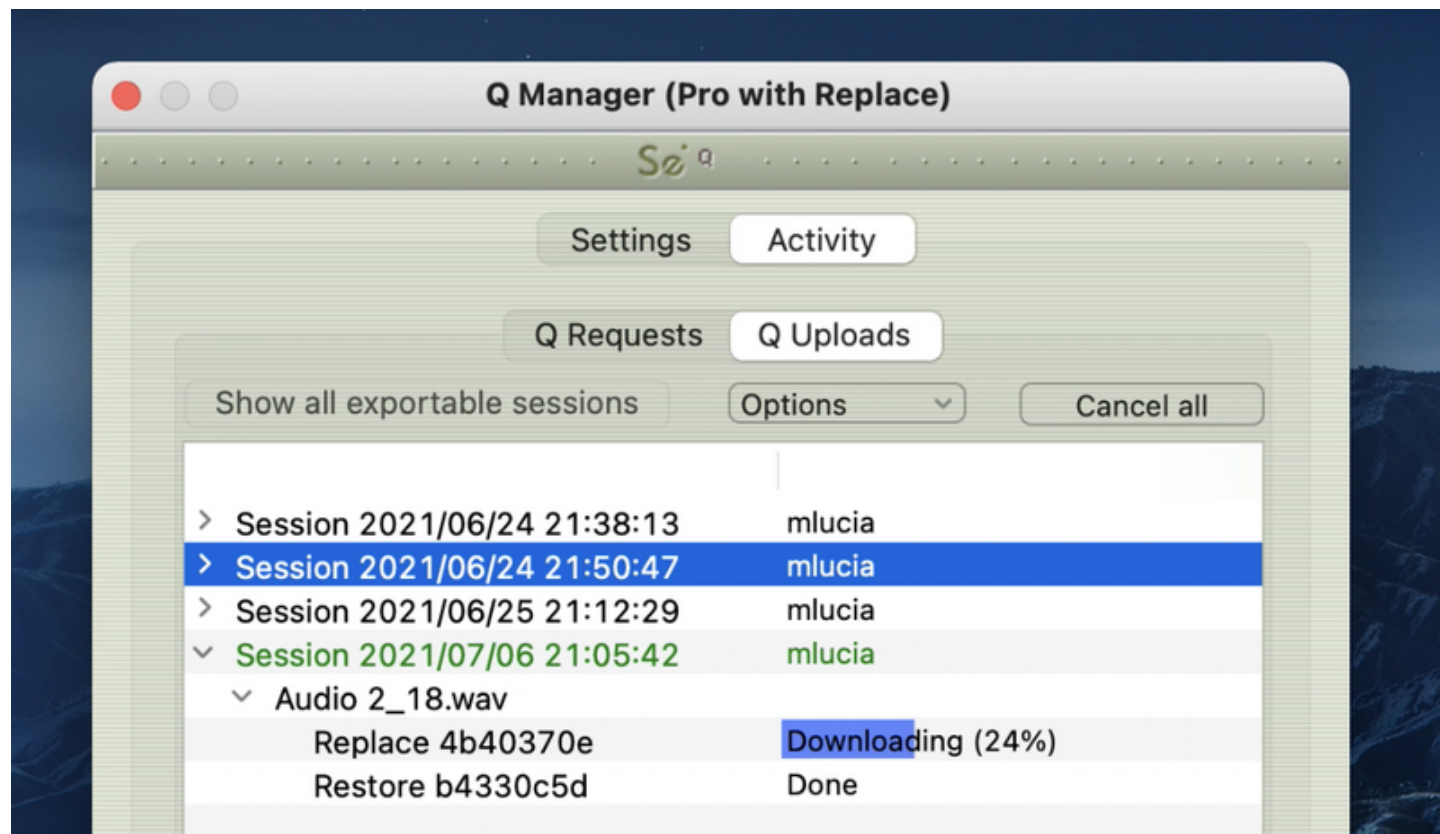 Q Manager (Pro with Replace)
Settings Activity
Q Requests Q Uploads
Show all exportable sessions Options Cancel all
Session 2021/06/24 21:38:13 mlucia
Session 2021/06/24 21:50:47 mlucia
Session 2021/06/25 21:12:29 mlucia
Session 2021/07/06 21:05:42 mlucia
Audio 2_18.wav
Replace 4b40370e Downloading (24%)
Restore b4330c5d Done